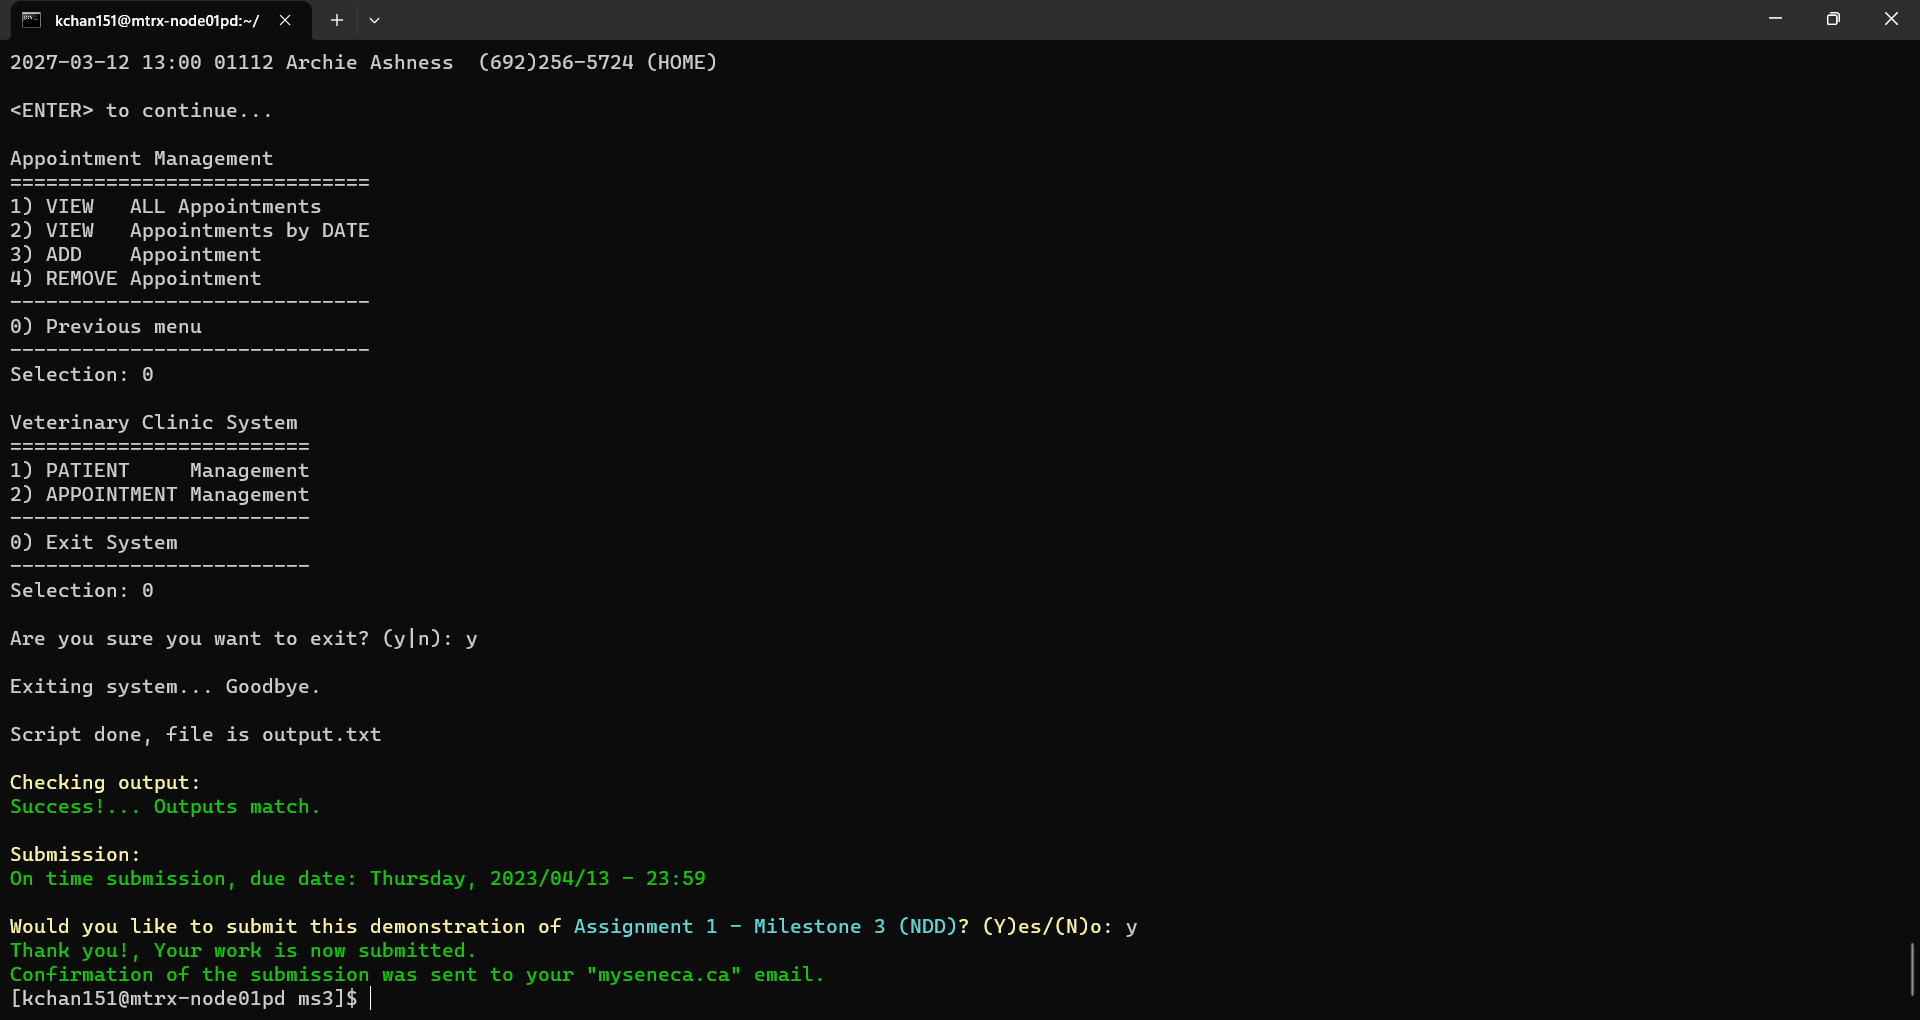 kchan151@mtrx-node01pd:~/
2027-03-12 13:00 01112 Archie Ashness  (692)256-5724 (HOME)
<ENTER> to continue...
Appointment Management
==============================
1) VIEW   ALL Appointments
2) VIEW   Appointments by DATE
3) ADD    Appointment
4) REMOVE Appointment
------------------------------
0) Previous menu
------------------------------
Selection: 0
Veterinary Clinic System
=========================
1) PATIENT     Management
2) APPOINTMENT Management
-------------------------
0) Exit System
-------------------------
Selection: 0
Are you sure you want to exit? (y|n): y
Exiting system... Goodbye.
Script done, file is output.txt
Checking output:
Success!... Outputs match.
Submission:
On time submission, due date: Thursday, 2023/04/13 - 23:59
Would you like to submit this demonstration of Assignment 1 - Milestone 3 (NDD)? (Y)es/(N)o: y
Thank you!, Your work is now submitted.
Confirmation of the submission was sent to your "myseneca.ca" email.
[kchan151@mtrx-node01pd ms3]$